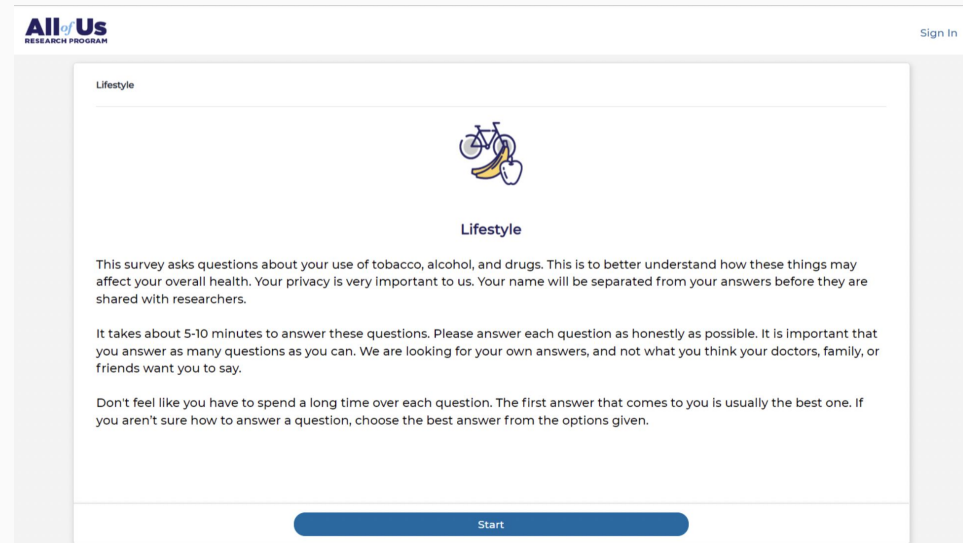 All of Us
RESEARCH PROGRAM
Sign In
Lifestyle
Lifestyle
This survey asks questions about your use of tobacco, alcohol, and drugs. This is to better understand how these things may
affect your overall health. Your privacy is very important to us. Your name will be separated from your answers before they are
shared with researchers.
It takes about 5-10 minutes to answer these questions. Please answer each question as honestly as possible. It is important that
you answer as many questions as you can. We are looking for your own answers, and not what you think your doctors, family, or
friends want you to say.
Don't feel like you have to spend a long time over each question. The first answer that comes to you is usually the best one. If
you aren’t sure how to answer a question, choose the best answer from the options given.
Start